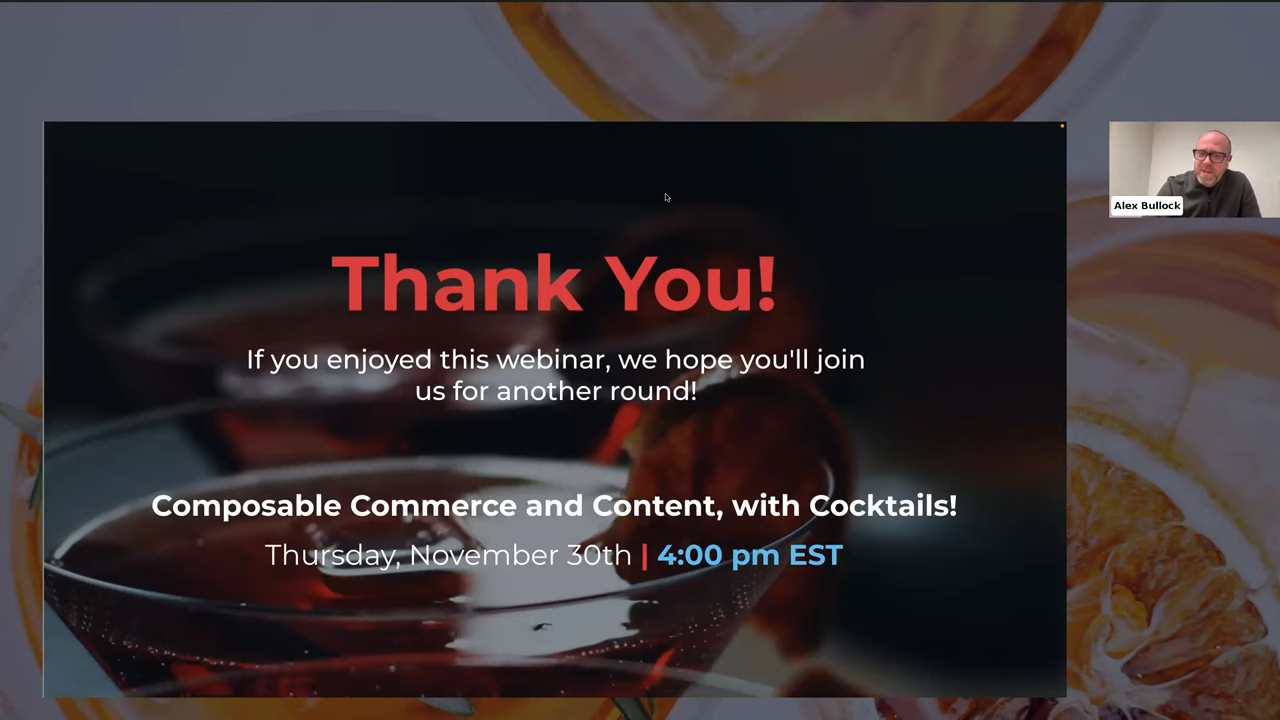 Thank You!
If you enjoyed this webinar, we hope you'll join
us for another round!
Composable Commerce and Content, with Cocktails!
Thursday, November 30th | 4:00 pm EST
Alex Bullock